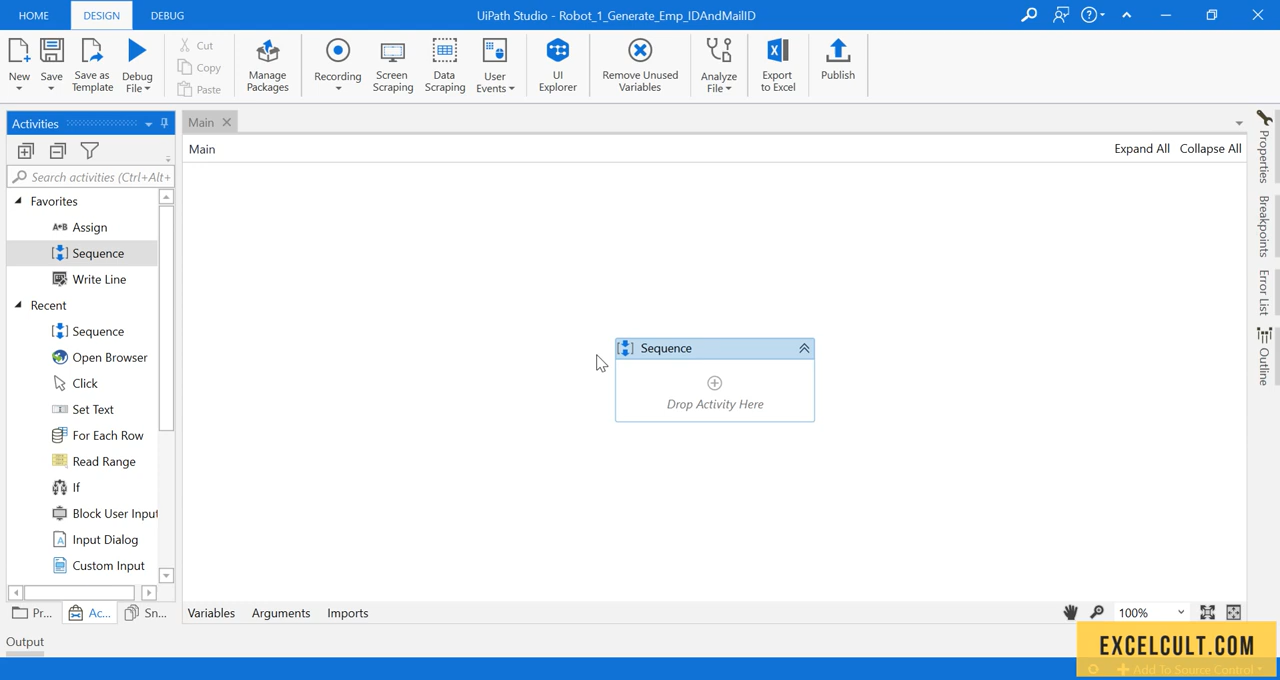 HOME DESIGN DEBUG UiPath Studio - Robot_1_Generate_Emp_IDAndMailID
New Save Save as Template Debug File Cut Copy Paste Manage Packages Recording Screen Scraping Data Scraping User Events UI Explorer Remove Unused Variables Analyze File Export to Excel Publish
Activities
Main
Main Expand All Collapse All
Search activities (Ctrl+Alt+
Favorites
Assign
Sequence
Write Line
Recent
Sequence
Open Browser
Click
Set Text
For Each Row
Read Range
If
Block User Input
Input Dialog
Custom Input
Sequence
Drop Activity Here
Properties
Breakpoints
Error List
Outline
Pr... Ac... Sn...
Variables Arguments Imports 100%
Output
EXCELCULT.COM
Add To Source Control